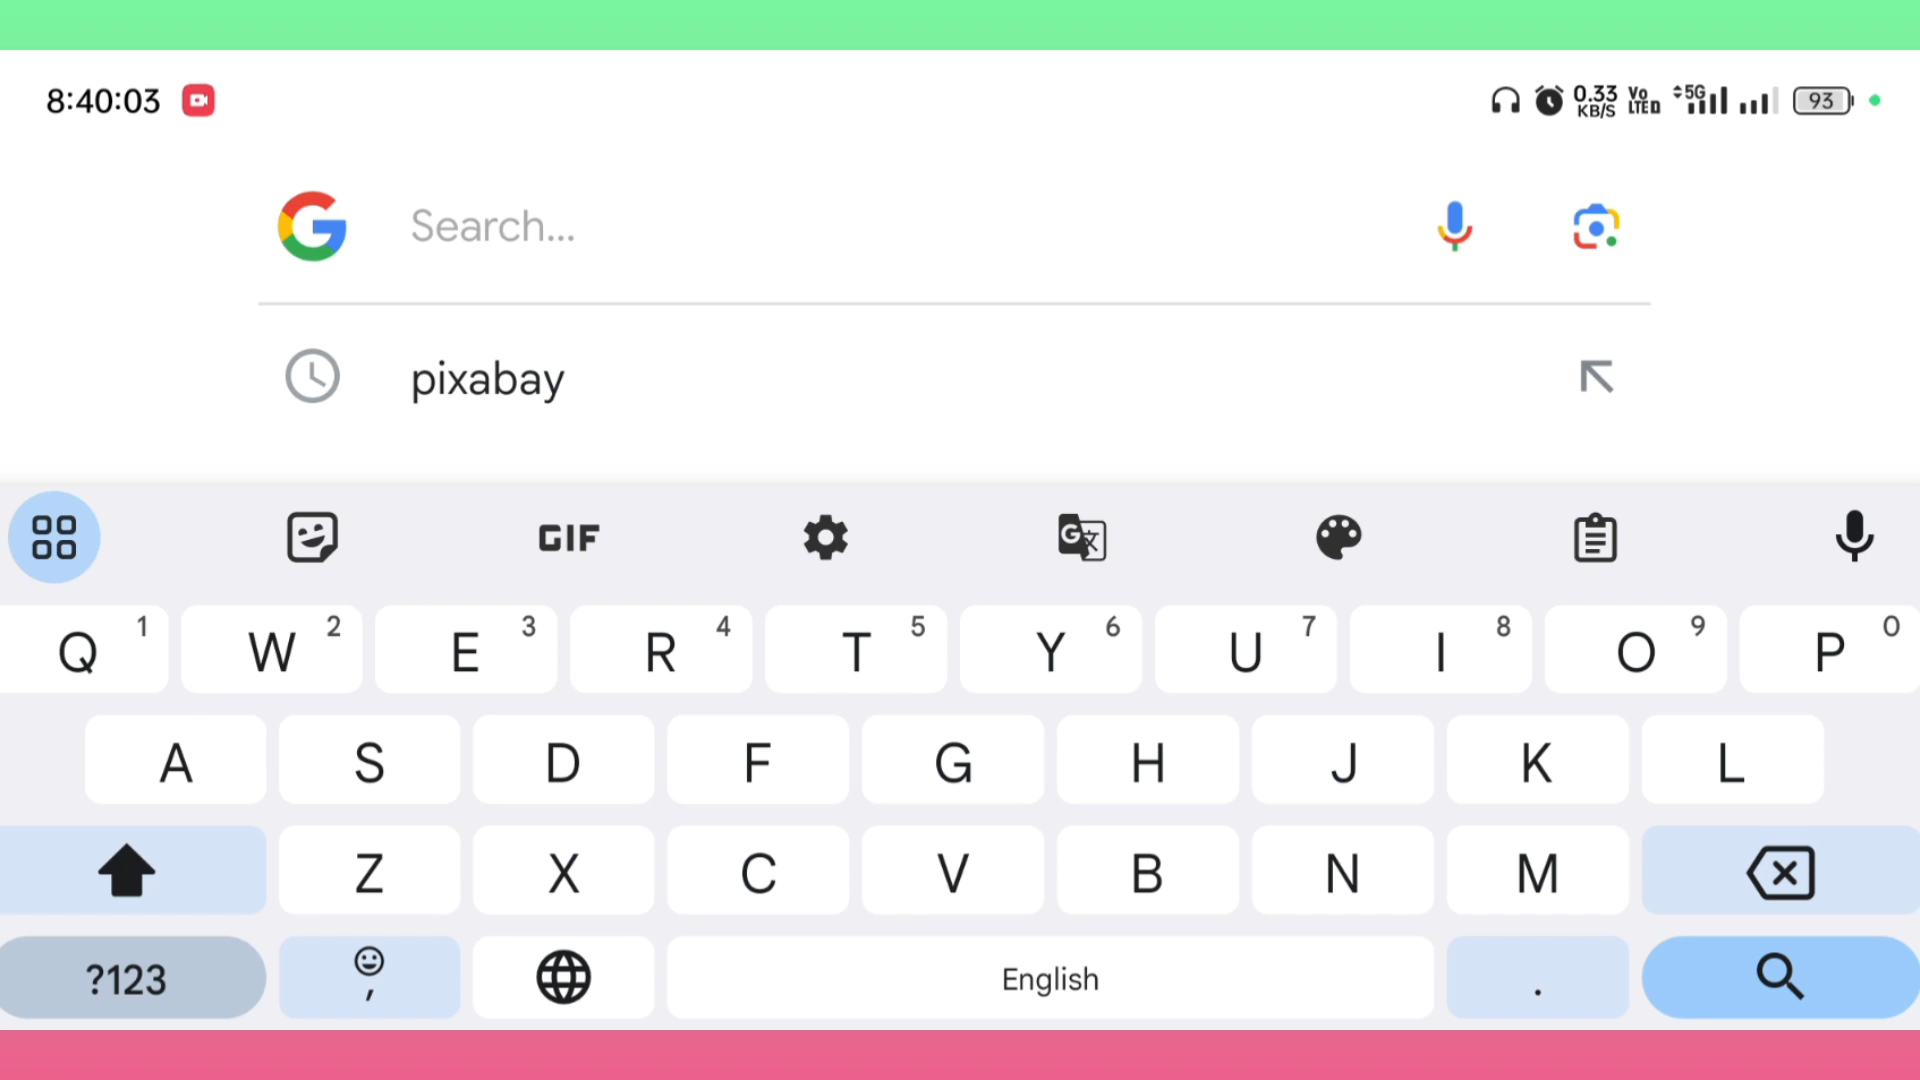 8:40:03 0.33 KB/S Vo LTE 5G 93
Search...
pixabay
GIF
Q 1 W 2 E 3 R 4 T 5 Y 6 U 7 I 8 O 9 P 0
A S D F G H J K L
Z X C V B N M
?123 , English .